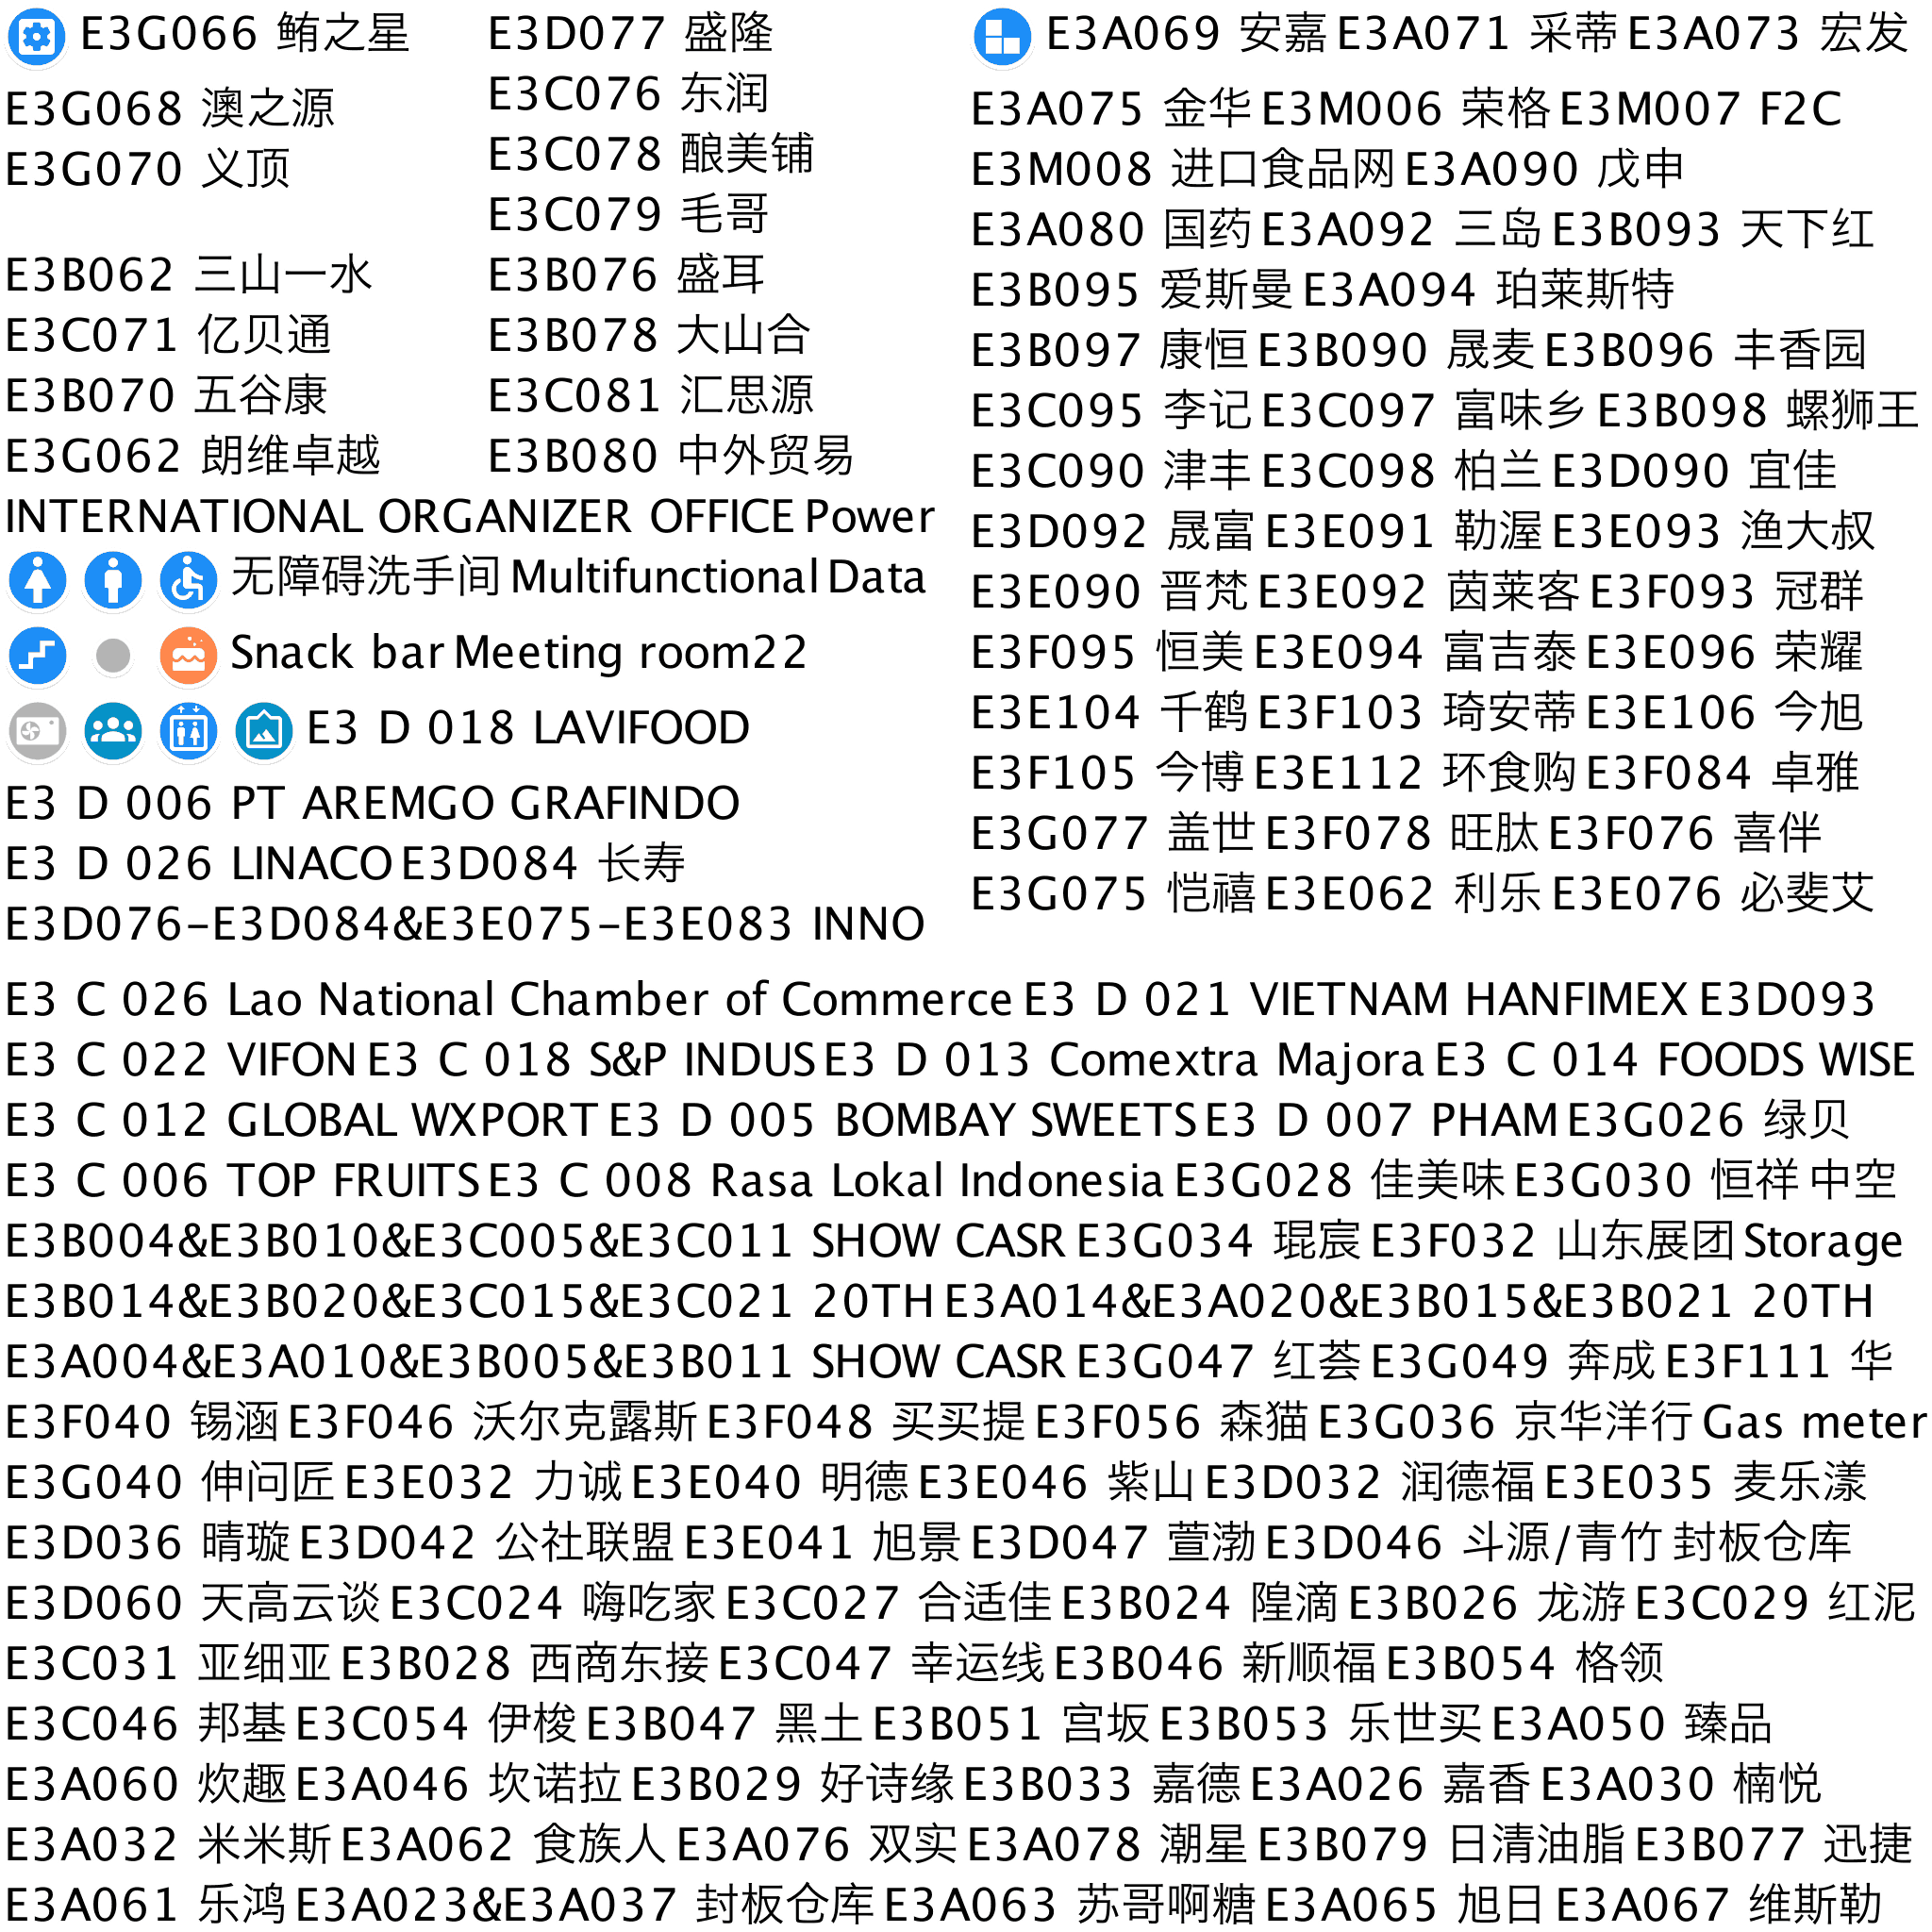 E3G066 鲔之星
E3G068 澳之源
E3G070 义顶
E3B062 三山一水
E3C071 亿贝通
E3B070 五谷康
E3G062 朗维卓越
E3D077 盛隆
E3C076 东润
E3C078 酿美铺
E3C079 毛哥
E3B076 盛耳
E3B078 大山合
E3C081 汇思源
E3B080 中外贸易
INTERNATIONAL ORGANIZER OFFICE Power
无障碍洗手间 Multifunctional Data
Snack bar Meeting room22
E3 D 018 LAVIFOOD
E3 D 006 PT AREMGO GRAFINDO
E3 D 026 LINACO E3D084 长寿
E3D076-E3D084&E3E075-E3E083 INNO
E3A069 安嘉 E3A071 采蒂 E3A073 宏发
E3A075 金华 E3M006 荣格 E3M007 F2C
E3M008 进口食品网 E3A090 戊申
E3A080 国药 E3A092 三岛 E3B093 天下红
E3B095 爱斯曼 E3A094 珀莱斯特
E3B097 康恒 E3B090 晟麦 E3B096 丰香园
E3C095 李记 E3C097 富味乡 E3B098 螺狮王
E3C090 津丰 E3C098 柏兰 E3D090 宜佳
E3D092 晟富 E3E091 勒渥 E3E093 渔大叔
E3E090 晋梵 E3E092 茵莱客 E3F093 冠群
E3F095 恒美 E3E094 富吉泰 E3E096 荣耀
E3E104 千鹤 E3F103 琦安蒂 E3E106 今旭
E3F105 今博 E3E112 环食购 E3F084 卓雅
E3G077 盖世 E3F078 旺肽 E3F076 喜伴
E3G075 恺禧 E3E062 利乐 E3E076 必斐艾
E3 C 026 Lao National Chamber of Commerce E3 D 021 VIETNAM HANFIMEX E3D093
E3 C 022 VIFON E3 C 018 S&P INDUS E3 D 013 Comextra Majora E3 C 014 FOODS WISE
E3 C 012 GLOBAL WXPORT E3 D 005 BOMBAY SWEETS E3 D 007 PHAM E3G026 绿贝
E3 C 006 TOP FRUITS E3 C 008 Rasa Lokal Indonesia E3G028 佳美味 E3G030 恒祥 中空
E3B004&E3B010&E3C005&E3C011 SHOW CASR E3G034 琨宸 E3F032 山东展团 Storage
E3B014&E3B020&E3C015&E3C021 20TH E3A014&E3A020&E3B015&E3B021 20TH
E3A004&E3A010&E3B005&E3B011 SHOW CASR E3G047 红荟 E3G049 奔成 E3F111 华
E3F040 锡涵 E3F046 沃尔克露斯 E3F048 买买提 E3F056 森猫 E3G036 京华洋行 Gas meter
E3G040 伸问匠 E3E032 力诚 E3E040 明德 E3E046 紫山 E3D032 润德福 E3E035 麦乐漾
E3D036 晴璇 E3D042 公社联盟 E3E041 旭景 E3D047 萱渤 E3D046 斗源/青竹 封板仓库
E3D060 天高云谈 E3C024 嗨吃家 E3C027 合适佳 E3B024 隍滴 E3B026 龙游 E3C029 红泥
E3C031 亚细亚 E3B028 西商东接 E3C047 幸运线 E3B046 新顺福 E3B054 格领
E3C046 邦基 E3C054 伊梭 E3B047 黑土 E3B051 宫坂 E3B053 乐世买 E3A050 臻品
E3A060 炊趣 E3A046 坎诺拉 E3B029 好诗缘 E3B033 嘉德 E3A026 嘉香 E3A030 楠悦
E3A032 米米斯 E3A062 食族人 E3A076 双实 E3A078 潮星 E3B079 日清油脂 E3B077 迅捷
E3A061 乐鸿 E3A023&E3A037 封板仓库 E3A063 苏哥啊糖 E3A065 旭日 E3A067 维斯勒